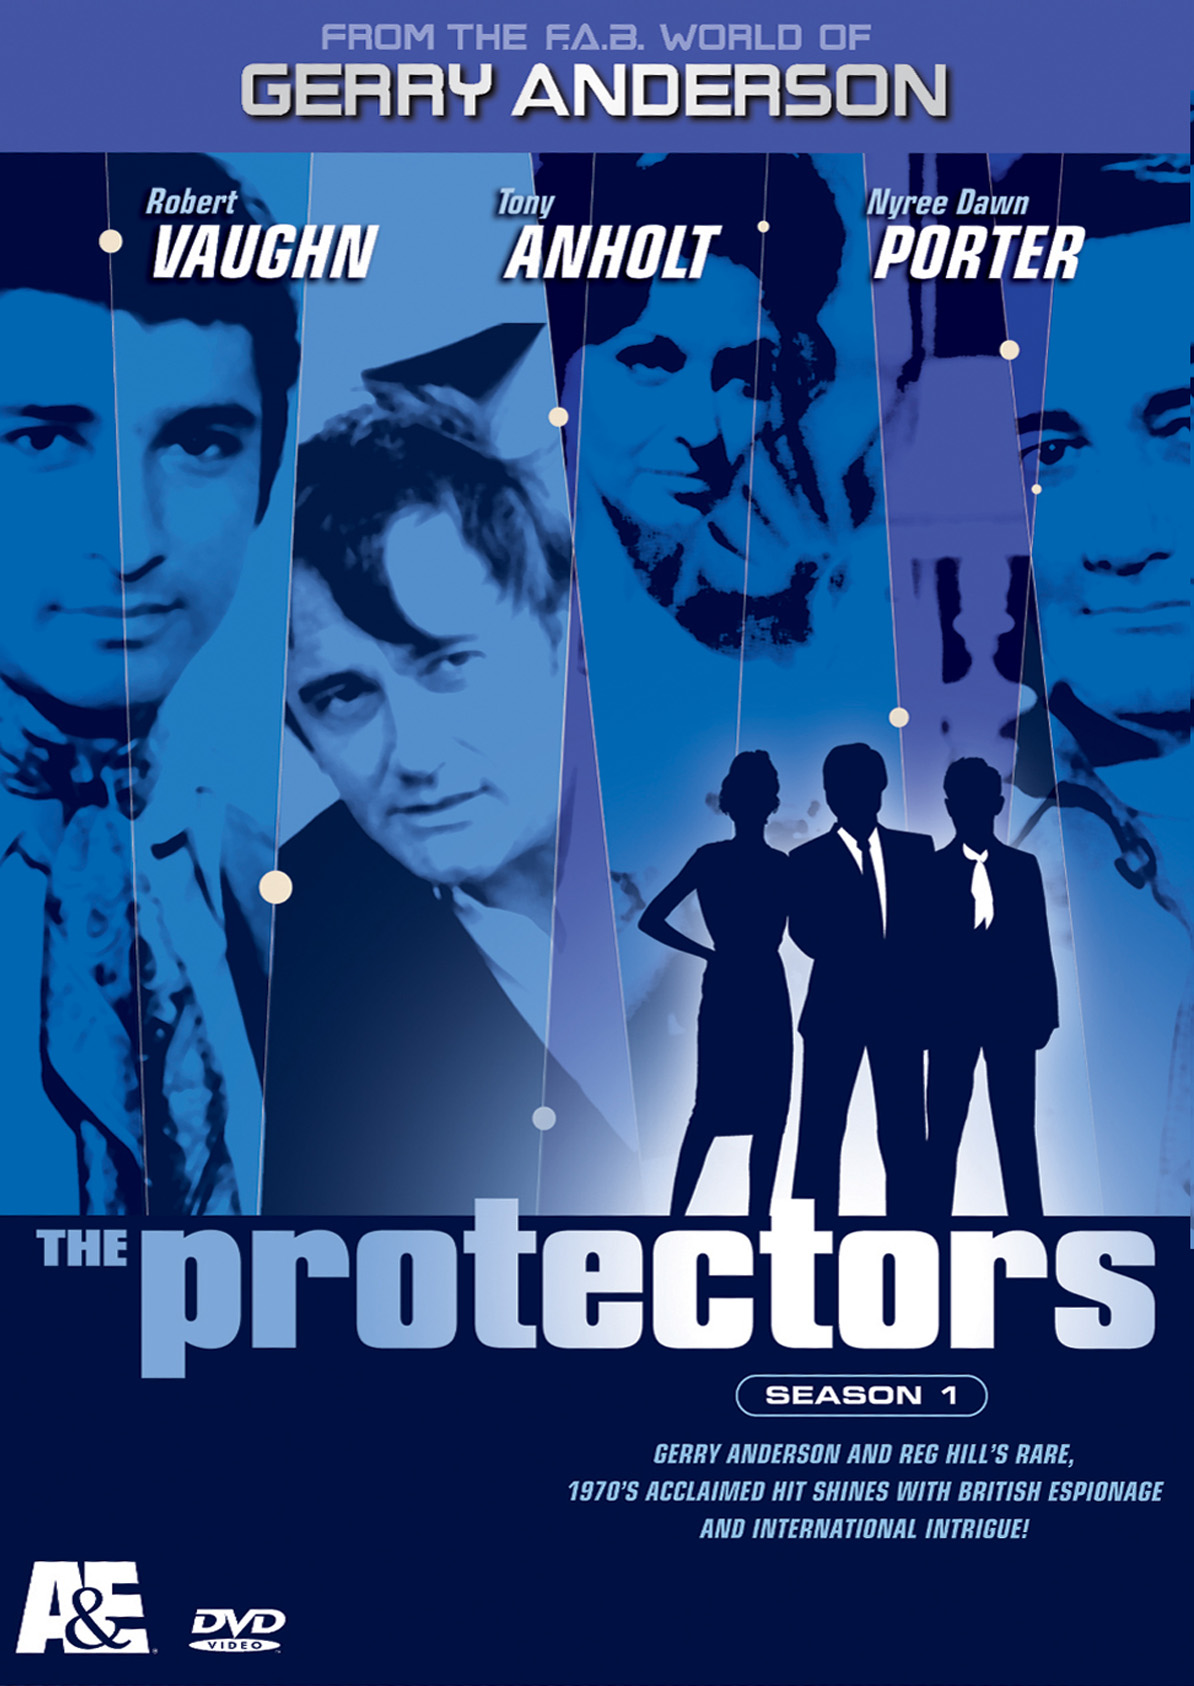 FROM THE F.A.B. WORLD OF
GERRY ANDERSON
Robert
VAUGHN
Tony
ANHOLT
Nyree Dawn
PORTER
THE protectors
SEASON 1
GERRY ANDERSON AND REG HILL'S RARE,
1970'S ACCLAIMED HIT SHINES WITH BRITISH ESPIONAGE
AND INTERNATIONAL INTRIGUE!
A&E
DVD
VIDEO